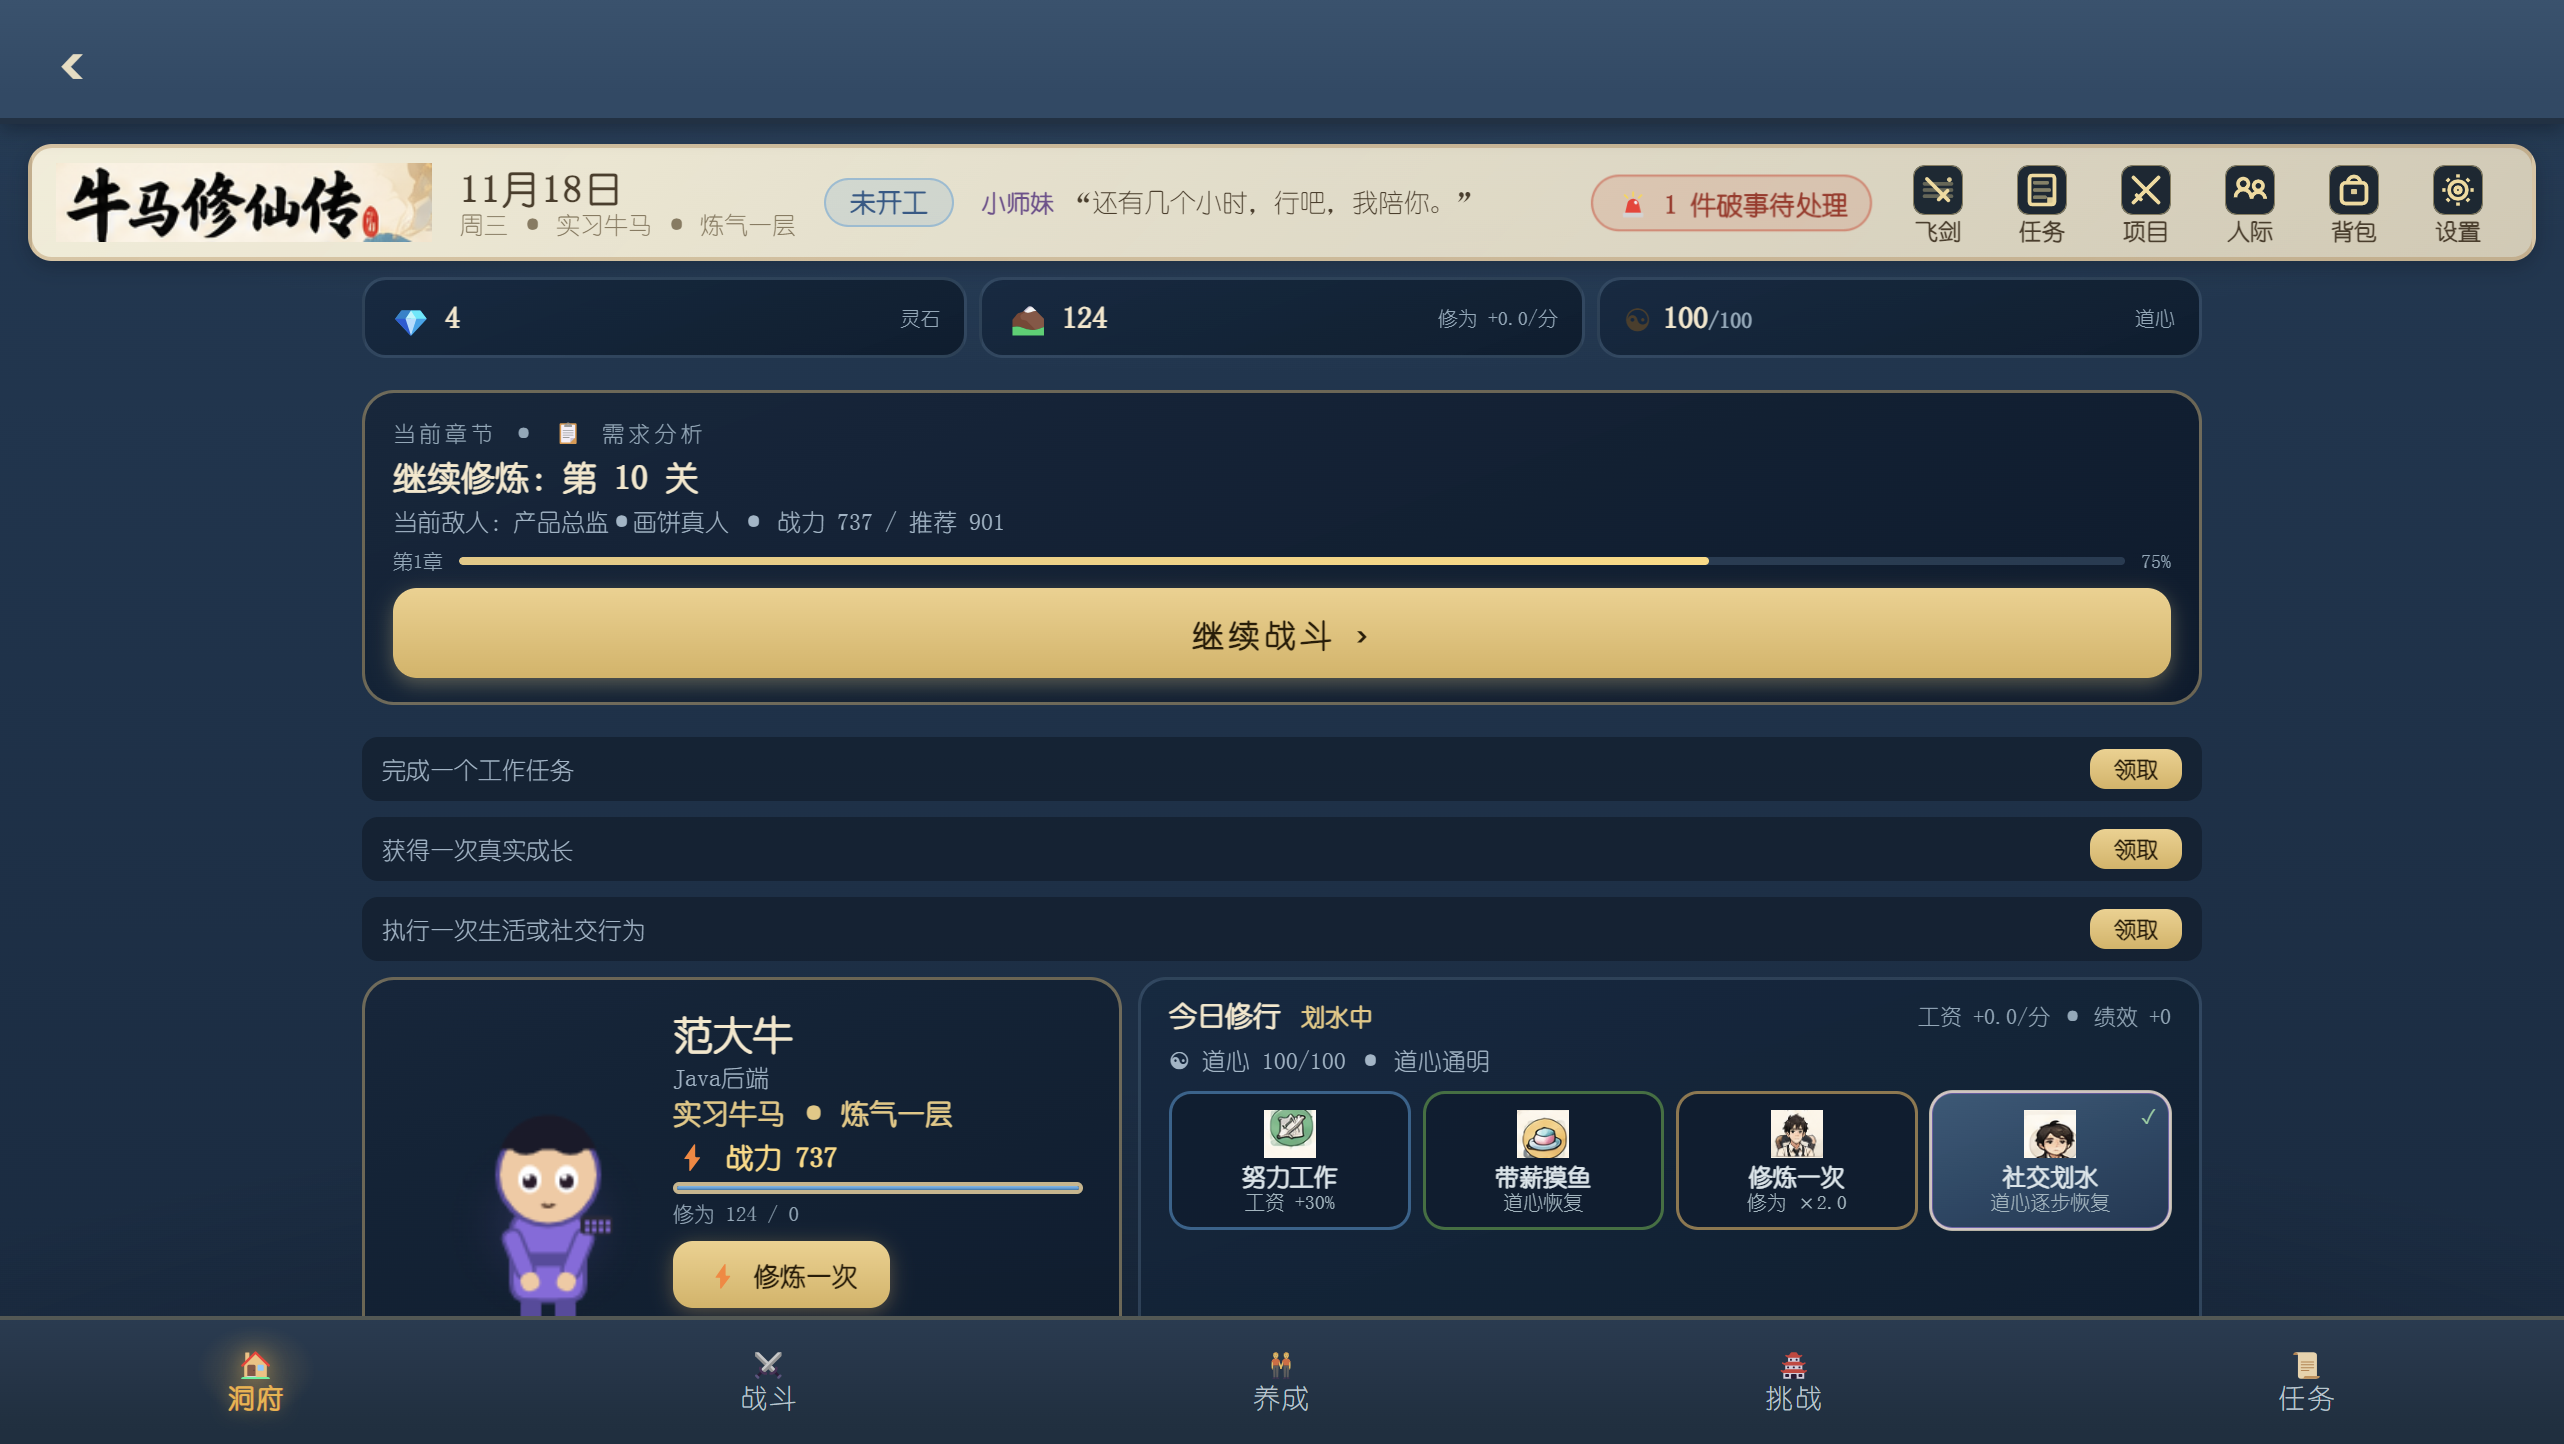 牛马修仙传
11月18日
周三 • 实习牛马 • 炼气一层
未开工
小师妹 “还有几个小时，行吧，我陪你。”
1 件破事待处理
飞剑
任务
项目
人际
背包
设置
4
灵石
124
修为 +0.0/分
100/100
道心
当前章节 • 需求分析
继续修炼：第 10 关
当前敌人：产品总监•画饼真人 • 战力 737 / 推荐 901
第1章
75%
继续战斗 ›
完成一个工作任务
领取
获得一次真实成长
领取
执行一次生活或社交行为
领取
范大牛
Java后端
实习牛马 • 炼气一层
战力 737
修为 124 / 0
修炼一次
今日修行 划水中
工资 +0.0/分 • 绩效 +0
☯ 道心 100/100 • 道心通明
努力工作
工资 +30%
带薪摸鱼
道心恢复
修炼一次
修为 ×2.0
✓
社交划水
道心逐步恢复
洞府
战斗
养成
挑战
任务